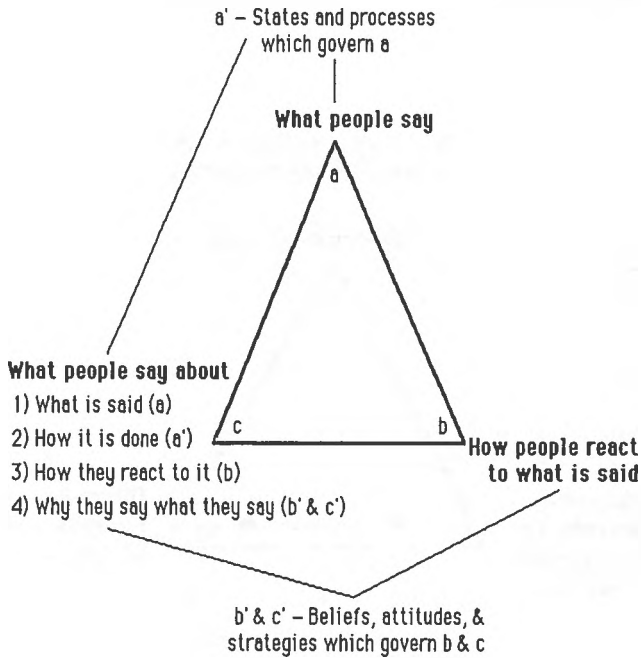 a' – States and processes
which govern a
What people say
a
What people say about
1) What is said (a)
2) How it is done (a')
3) How they react to it (b)
4) Why they say what they say (b' & c')
c
b
How people react
to what is said
b' & c' – Beliefs, attitudes, &
strategies which govern b & c